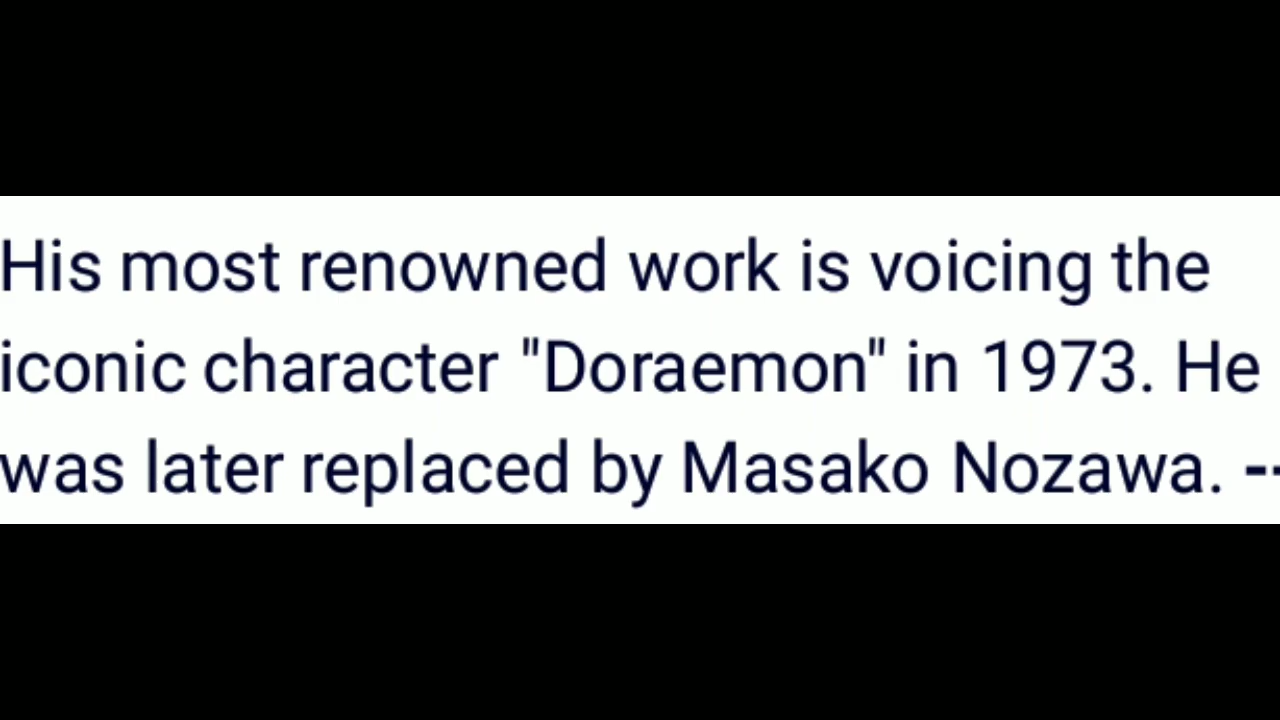 His most renowned work is voicing the
iconic character "Doraemon" in 1973. He
was later replaced by Masako Nozawa. --